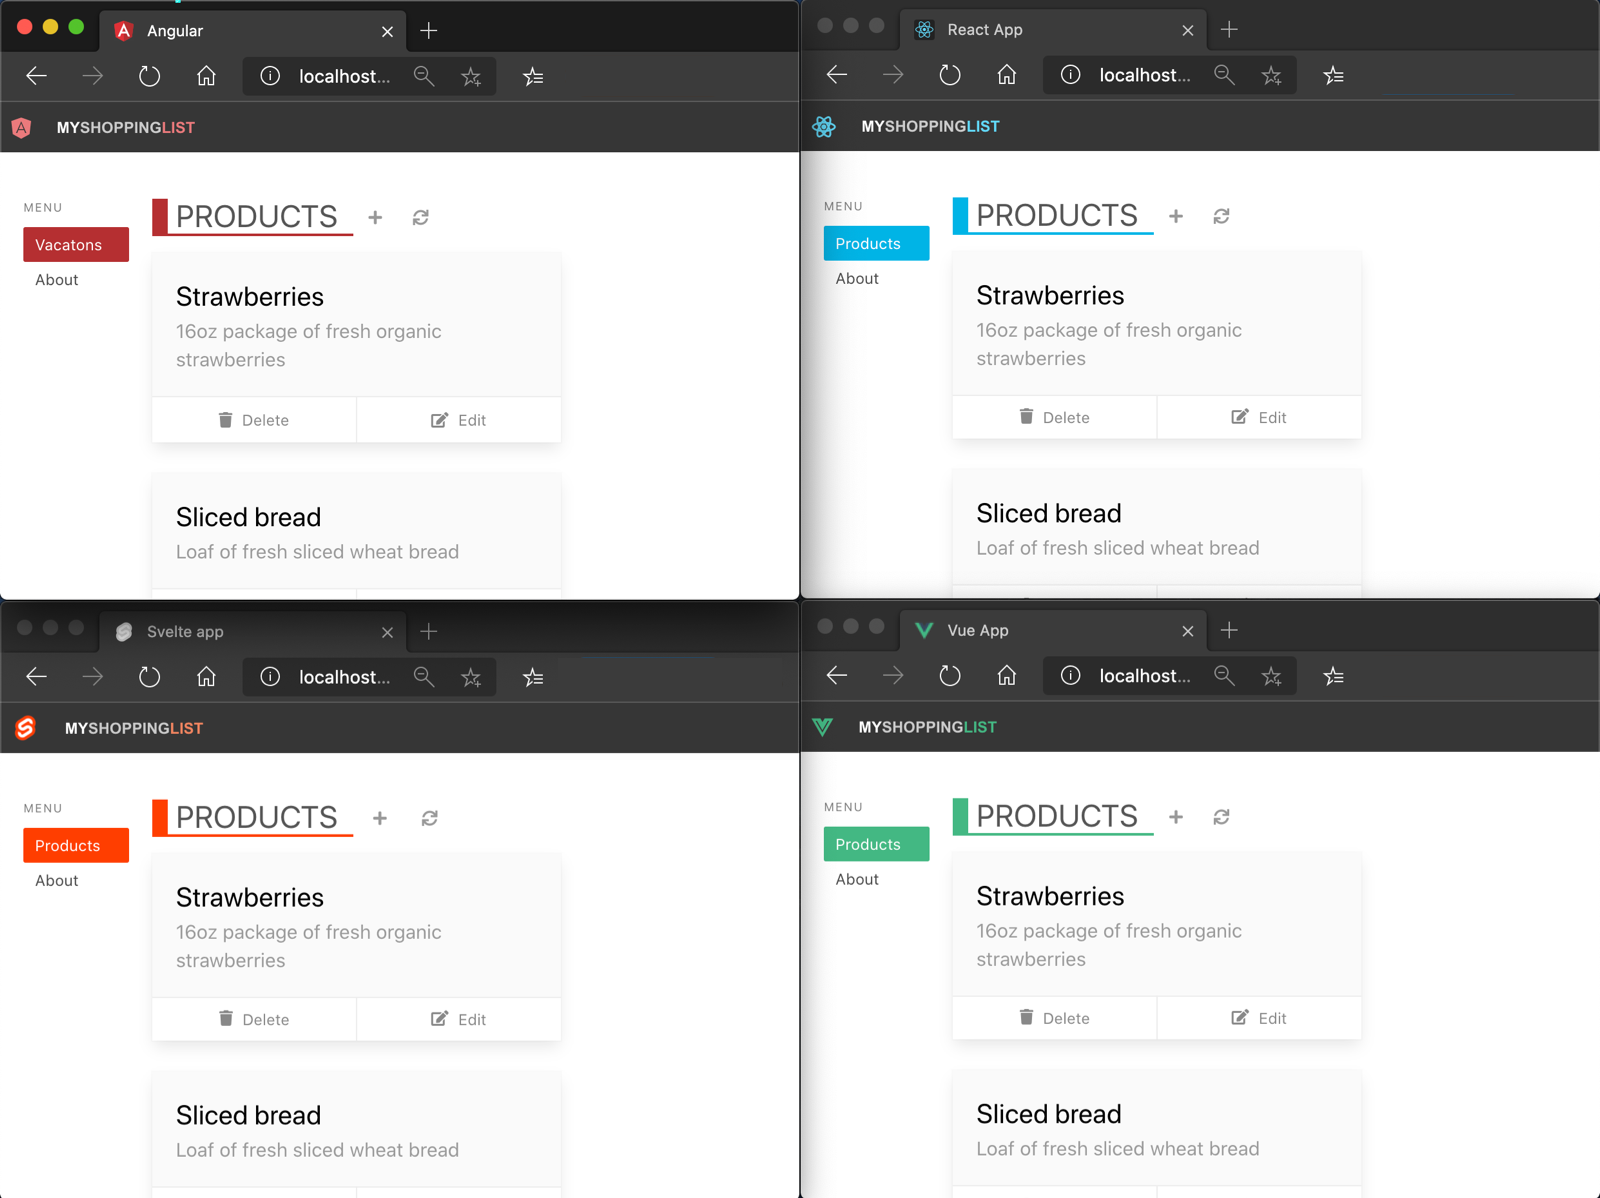 Angular
localhost...
MYSHOPPINGLIST
MENU
Vacatons
About
PRODUCTS
Strawberries
16oz package of fresh organic
strawberries
Delete
Edit
Sliced bread
Loaf of fresh sliced wheat bread
React App
localhost...
MYSHOPPINGLIST
MENU
Products
About
PRODUCTS
Strawberries
16oz package of fresh organic
strawberries
Delete
Edit
Sliced bread
Loaf of fresh sliced wheat bread
Svelte app
localhost...
MYSHOPPINGLIST
MENU
Products
About
PRODUCTS
Strawberries
16oz package of fresh organic
strawberries
Delete
Edit
Sliced bread
Loaf of fresh sliced wheat bread
Vue App
localhost...
MYSHOPPINGLIST
MENU
Products
About
PRODUCTS
Strawberries
16oz package of fresh organic
strawberries
Delete
Edit
Sliced bread
Loaf of fresh sliced wheat bread